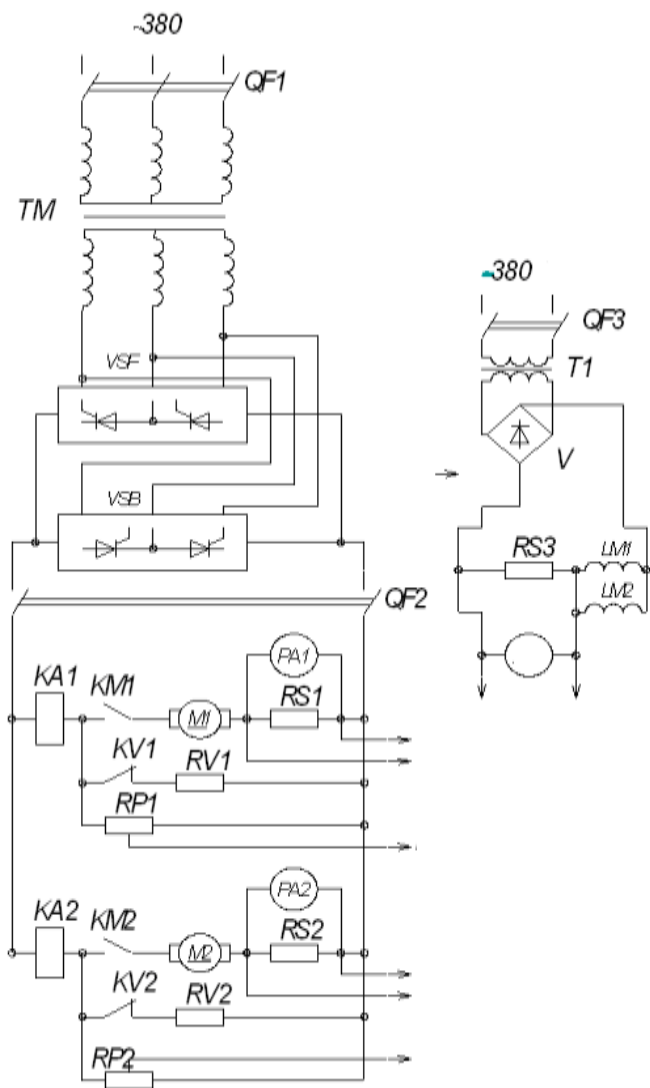 ~380
QF1
TM
~380
QF3
T1
VSF
V
VSB
RS3
LM1
LM2
QF2
PA1
KA1
KM1
M1
RS1
KV1
RV1
RP1
PA2
KA2
KM2
M2
RS2
KV2
RV2
RP2